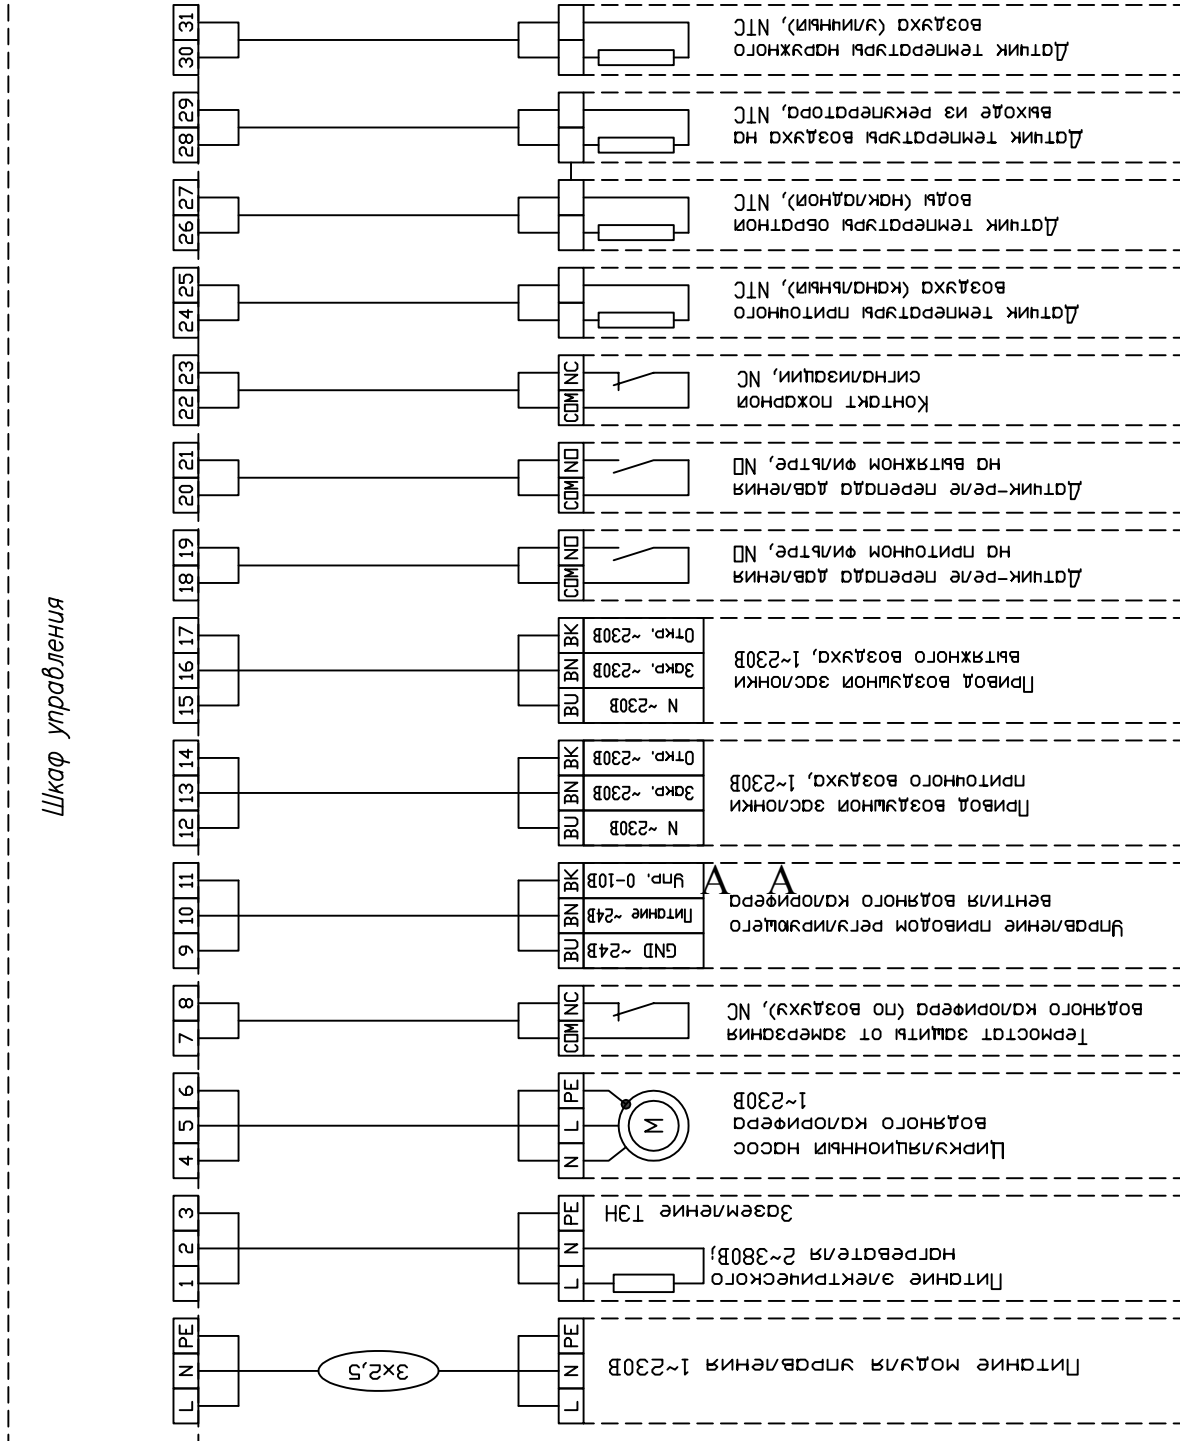 Шкаф управления
31
30
Датчик температуры наружного
воздуха (уличный), NTC
29
28
Датчик температуры воздуха на
выходе из рекуператора, NTC
27
26
Датчик температуры обратной
воды (накладной), NTC
25
24
Датчик температуры приточного
воздуха (канальный), NTC
23
22
NC
COM
Контакт пожарной
сигнализации, NC
21
20
NO
COM
Датчик-реле перепада давления
на вытяжном фильтре, NO
19
18
NO
COM
Датчик-реле перепада давления
на приточном фильтре, NO
17
16
15
BK
BN
BU
Откр. ~230В
Закр. ~230В
N ~230В
Привод воздушной заслонки
вытяжного воздуха, 1~230В
14
13
12
BK
BN
BU
Откр. ~230В
Закр. ~230В
N ~230В
Привод воздушной заслонки
приточного воздуха, 1~230В
11
10
9
BK
BN
BU
Упр. 0-10В
Питание ~24В
GND ~24В
A A
Управление приводом регулирующего
вентиля водяного калорифера
8
7
NC
COM
Термостат защиты от замерзания
водяного калорифера (по воздуху), NC
6
5
4
PE
L
N
M
Циркуляционный насос
водяного калорифера
1~230В
3
2
1
PE
N
L
Питание электрического
нагревателя 2~380В;
Заземление ТЭН
PE
N
L
3x2,5
PE
N
L
Питание модуля управления 1~230В